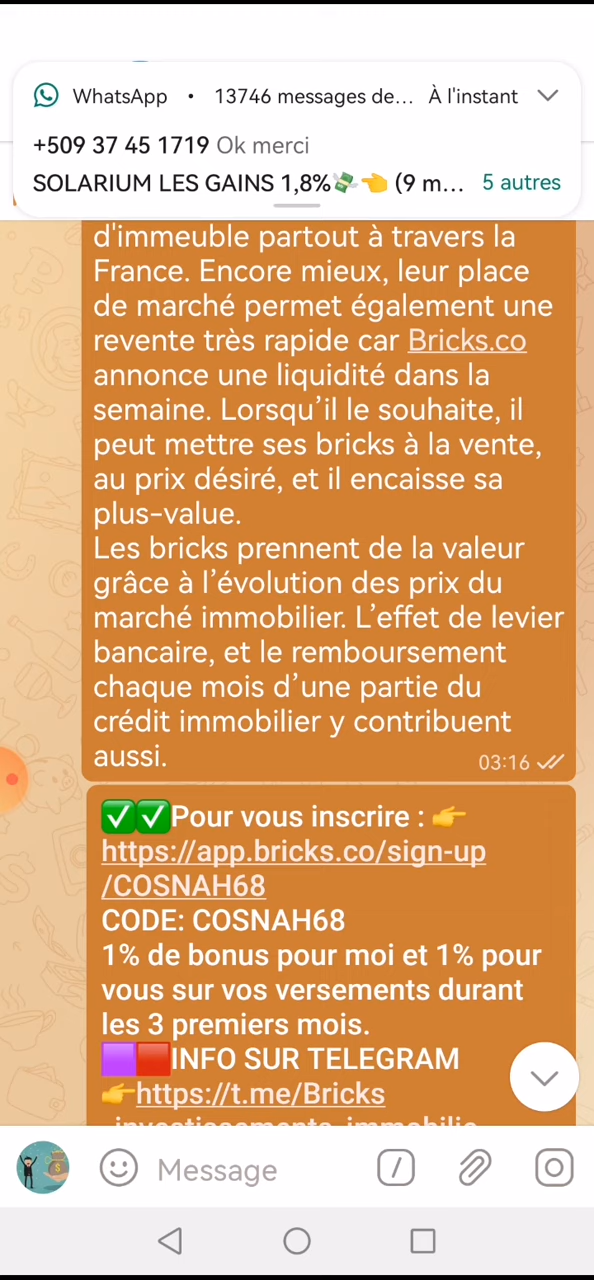 WhatsApp • 13746 messages de... À l'instant
+509 37 45 1719 Ok merci
SOLARIUM LES GAINS 1,8%💸👈 (9 m... 5 autres
d'immeuble partout à travers la
France. Encore mieux, leur place
de marché permet également une
revente très rapide car Bricks.co
annonce une liquidité dans la
semaine. Lorsqu'il le souhaite, il
peut mettre ses bricks à la vente,
au prix désiré, et il encaisse sa
plus-value.
Les bricks prennent de la valeur
grâce à l'évolution des prix du
marché immobilier. L'effet de levier
bancaire, et le remboursement
chaque mois d'une partie du
crédit immobilier y contribuent
aussi.
03:16
✅✅Pour vous inscrire : 👉
https://app.bricks.co/sign-up
/COSNAH68
CODE: COSNAH68
1% de bonus pour moi et 1% pour
vous sur vos versements durant
les 3 premiers mois.
🟪🟥INFO SUR TELEGRAM
👉https://t.me/Bricks
_investissements_immobilie
Message